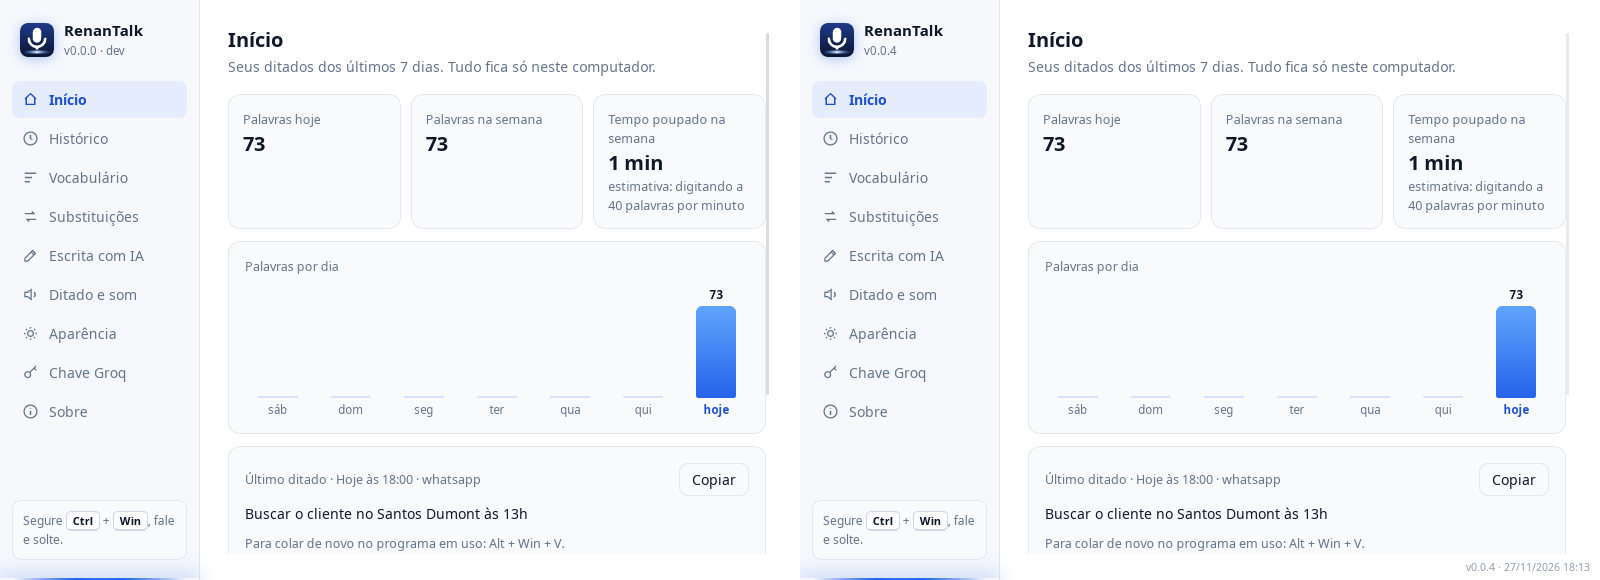 RenanTalk
v0.0.0 · dev
Início
Histórico
Vocabulário
Substituições
Escrita com IA
Ditado e som
Aparência
Chave Groq
Sobre
Segure Ctrl + Win, fale
e solte.
Início
Seus ditados dos últimos 7 dias. Tudo fica só neste computador.
Palavras hoje
73
Palavras na semana
73
Tempo poupado na
semana
1 min
estimativa: digitando a
40 palavras por minuto
Palavras por dia
73
sáb dom seg ter qua qui hoje
Último ditado · Hoje às 18:00 · whatsapp
Copiar
Buscar o cliente no Santos Dumont às 13h
Para colar de novo no programa em uso: Alt + Win + V.
RenanTalk
v0.0.4
Início
Histórico
Vocabulário
Substituições
Escrita com IA
Ditado e som
Aparência
Chave Groq
Sobre
Segure Ctrl + Win, fale
e solte.
Início
Seus ditados dos últimos 7 dias. Tudo fica só neste computador.
Palavras hoje
73
Palavras na semana
73
Tempo poupado na
semana
1 min
estimativa: digitando a
40 palavras por minuto
Palavras por dia
73
sáb dom seg ter qua qui hoje
Último ditado · Hoje às 18:00 · whatsapp
Copiar
Buscar o cliente no Santos Dumont às 13h
Para colar de novo no programa em uso: Alt + Win + V.
v0.0.4 · 27/11/2026 18:13